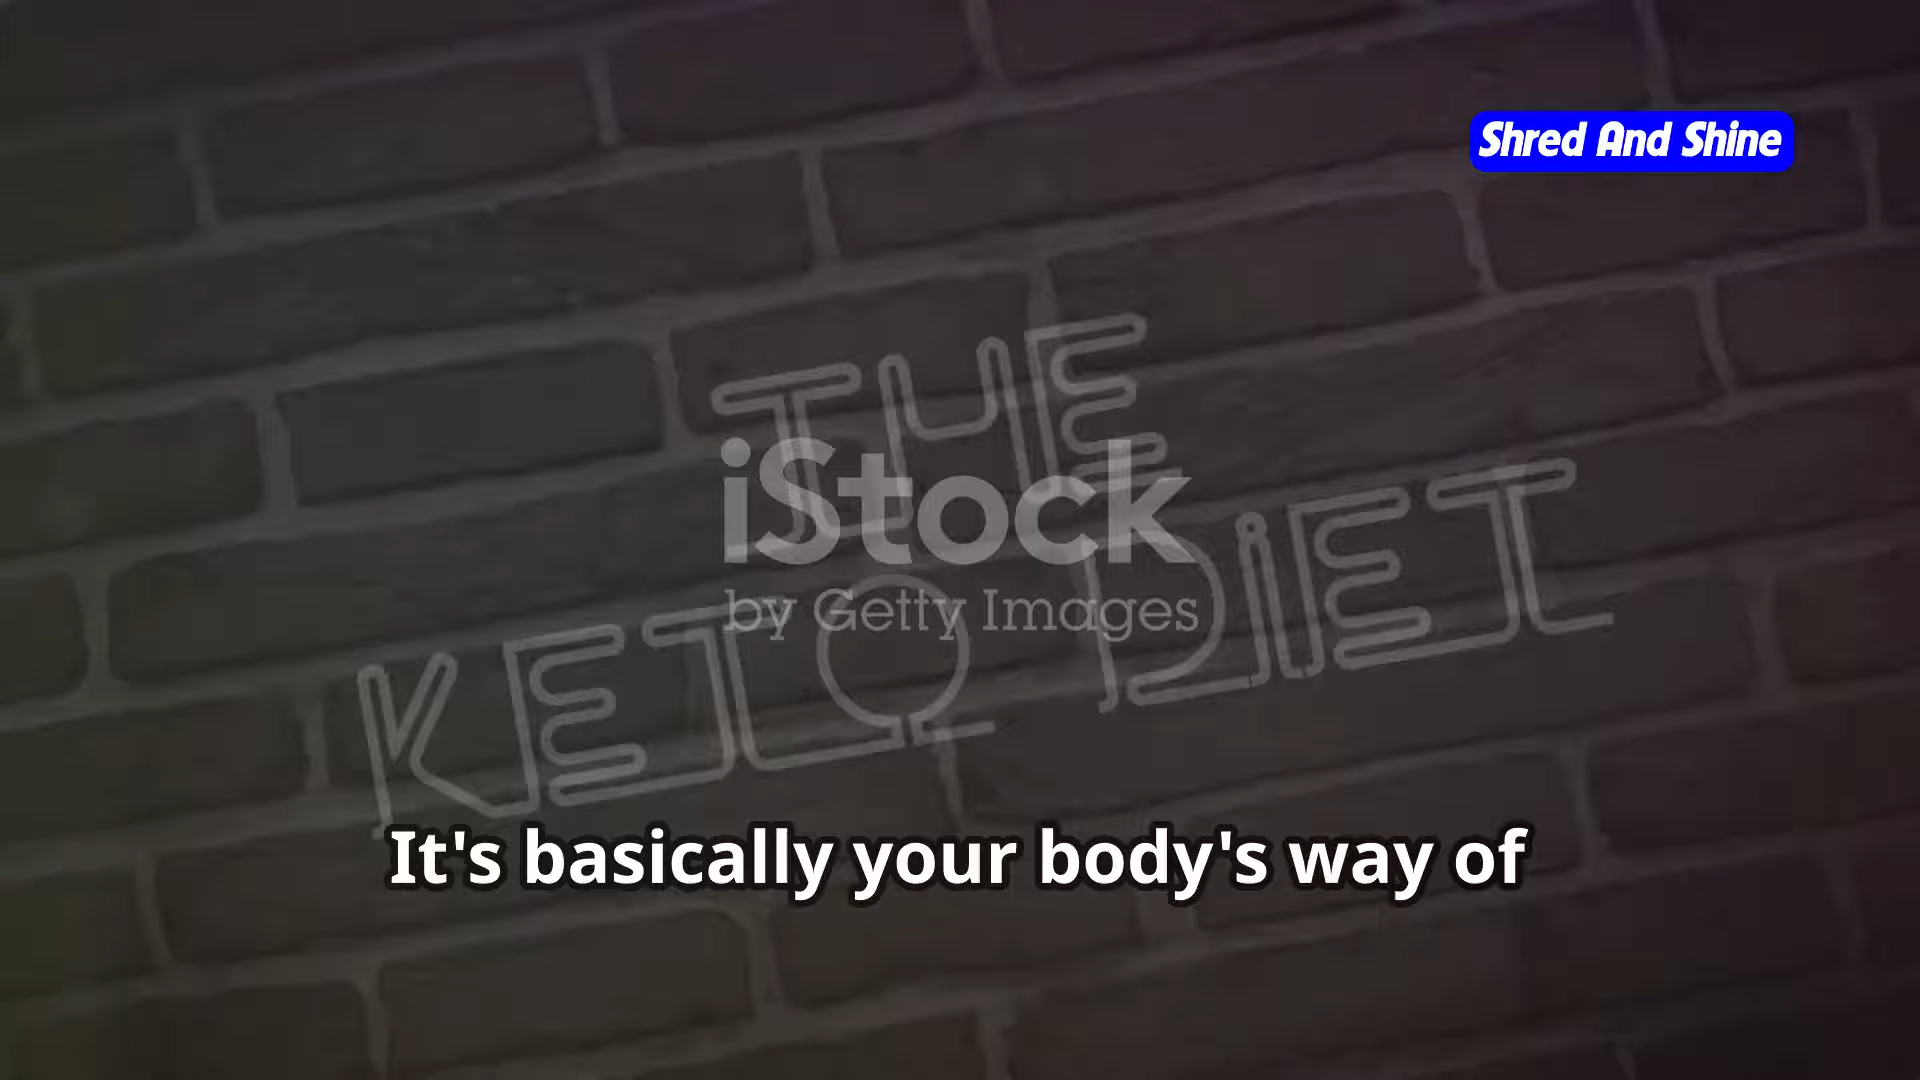 Shred And Shine
THE
iStock
by Getty Images
KETO DIET
It's basically your body's way of